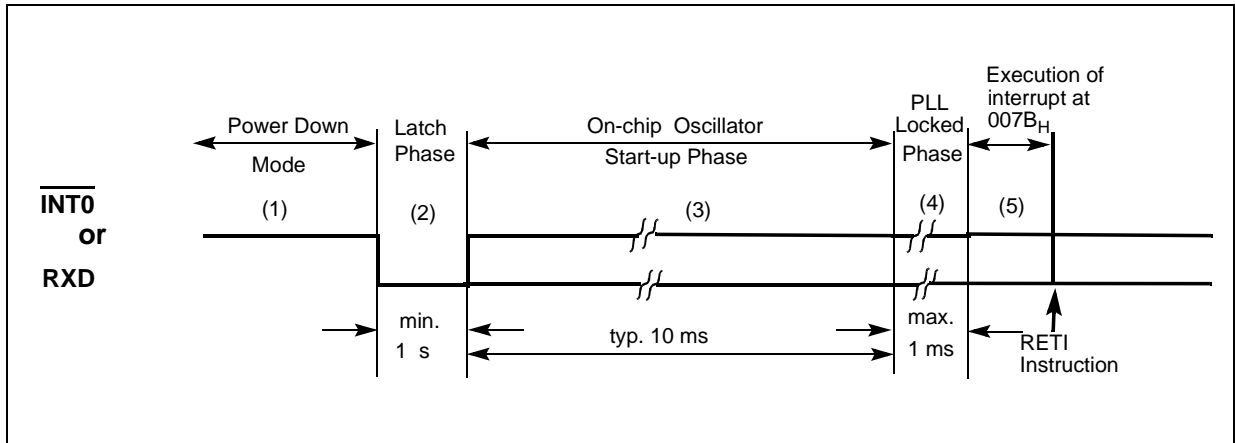 Execution of
interrupt at
007BH
PLL
Locked
Phase
Power Down
Mode
Latch
Phase
On-chip Oscillator
Start-up Phase
INT0
or
RXD
(1)
(2)
(3)
(4)
(5)
min.
1 s
typ. 10 ms
max.
1 ms
RETI
Instruction